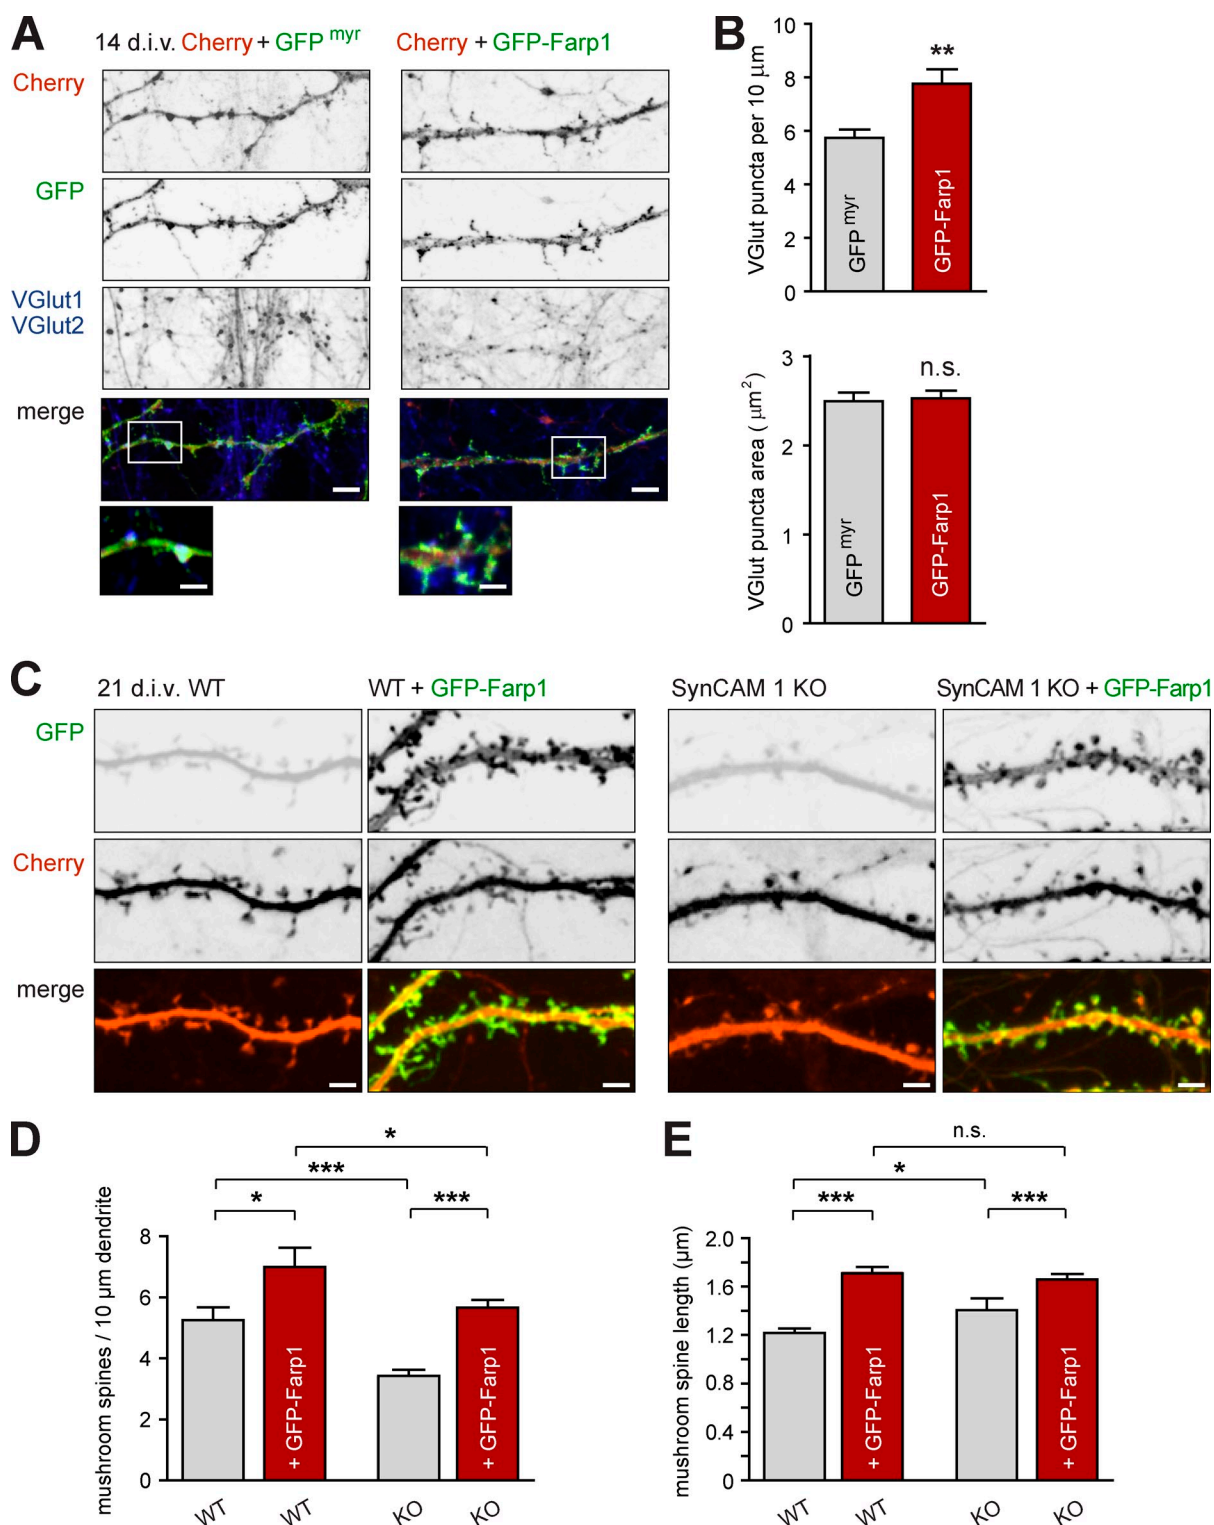 A
14 d.i.v. Cherry + GFP myr
Cherry + GFP-Farp1
Cherry
GFP
VGlut1
VGlut2
merge
B
VGlut puncta per 10 μm
10
8
6
4
2
0
**
GFP myr
GFP-Farp1
VGlut puncta area ( μm2)
3
2
1
0
n.s.
GFP myr
GFP-Farp1
C
21 d.i.v. WT
WT + GFP-Farp1
SynCAM 1 KO
SynCAM 1 KO + GFP-Farp1
GFP
Cherry
merge
D
*
***
*
***
mushroom spines / 10 μm dendrite
8
6
4
2
0
+ GFP-Farp1
+ GFP-Farp1
WT
WT
KO
KO
E
n.s.
*
***
***
mushroom spine length (μm)
2.0
1.6
1.2
0.8
0.4
0
+ GFP-Farp1
+ GFP-Farp1
WT
WT
KO
KO